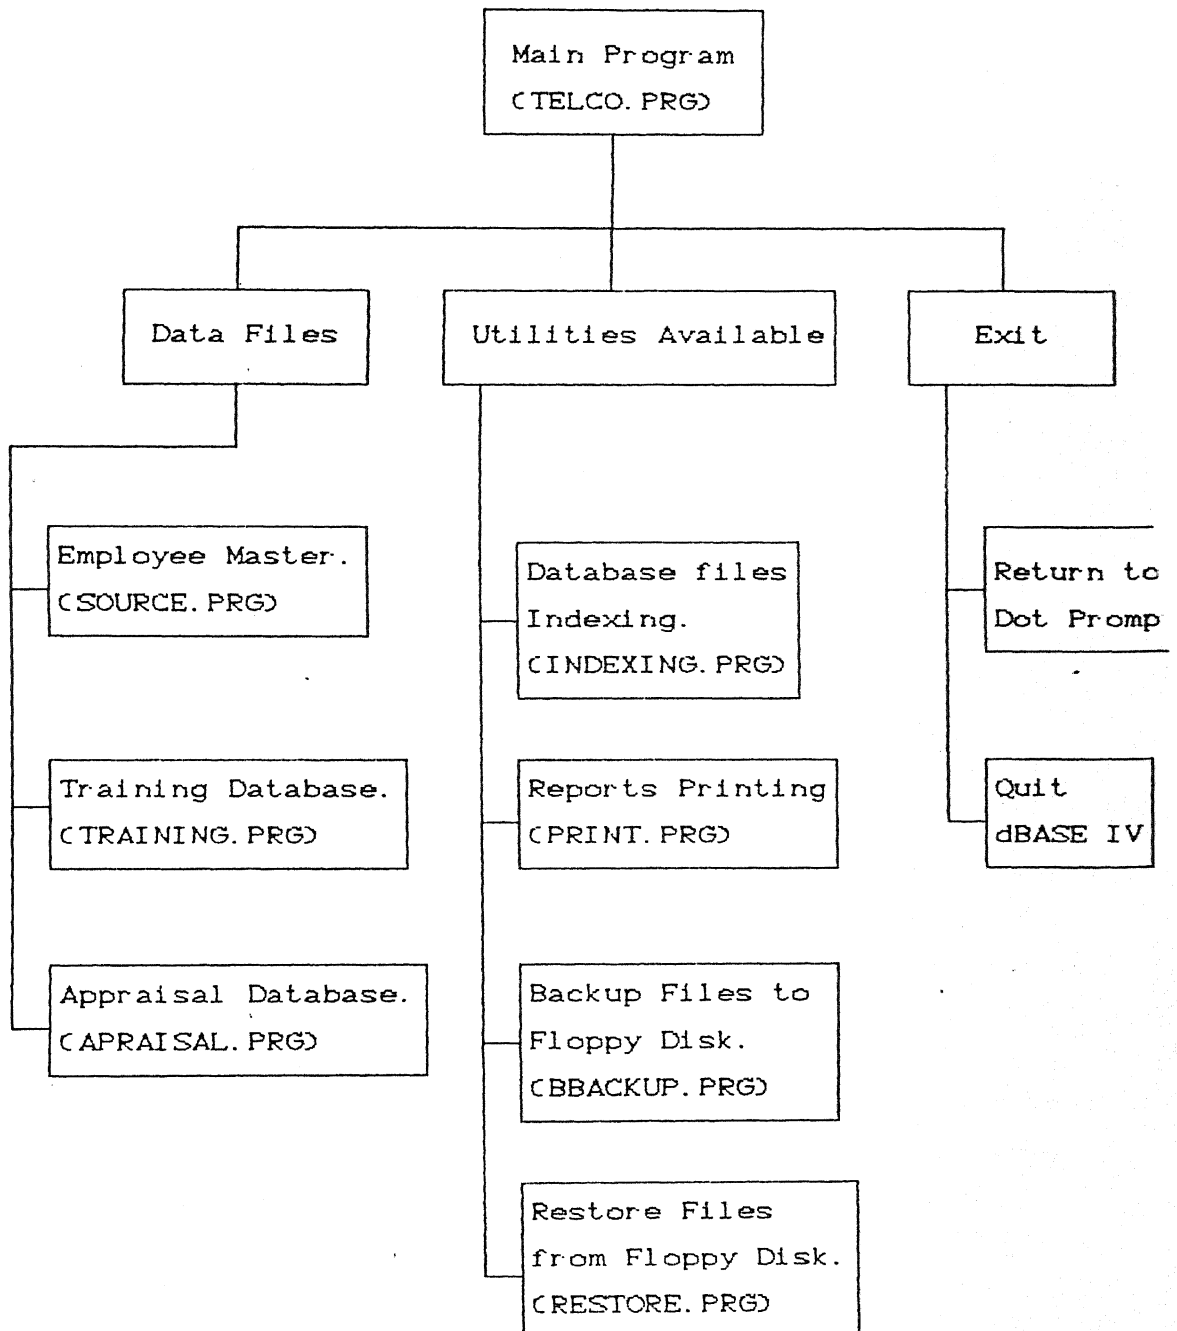 Main Program
(TELCO.PRG)
Data Files
Utilities Available
Exit
Employee Master.
(SOURCE.PRG)
Training Database.
(TRAINING.PRG)
Appraisal Database.
(APRAISAL.PRG)
Database files
Indexing.
(INDEXING.PRG)
Reports Printing
(PRINT.PRG)
Backup Files to
Floppy Disk.
(BBACKUP.PRG)
Restore Files
from Floppy Disk.
(RESTORE.PRG)
Return to
Dot Promp
Quit
dBASE IV